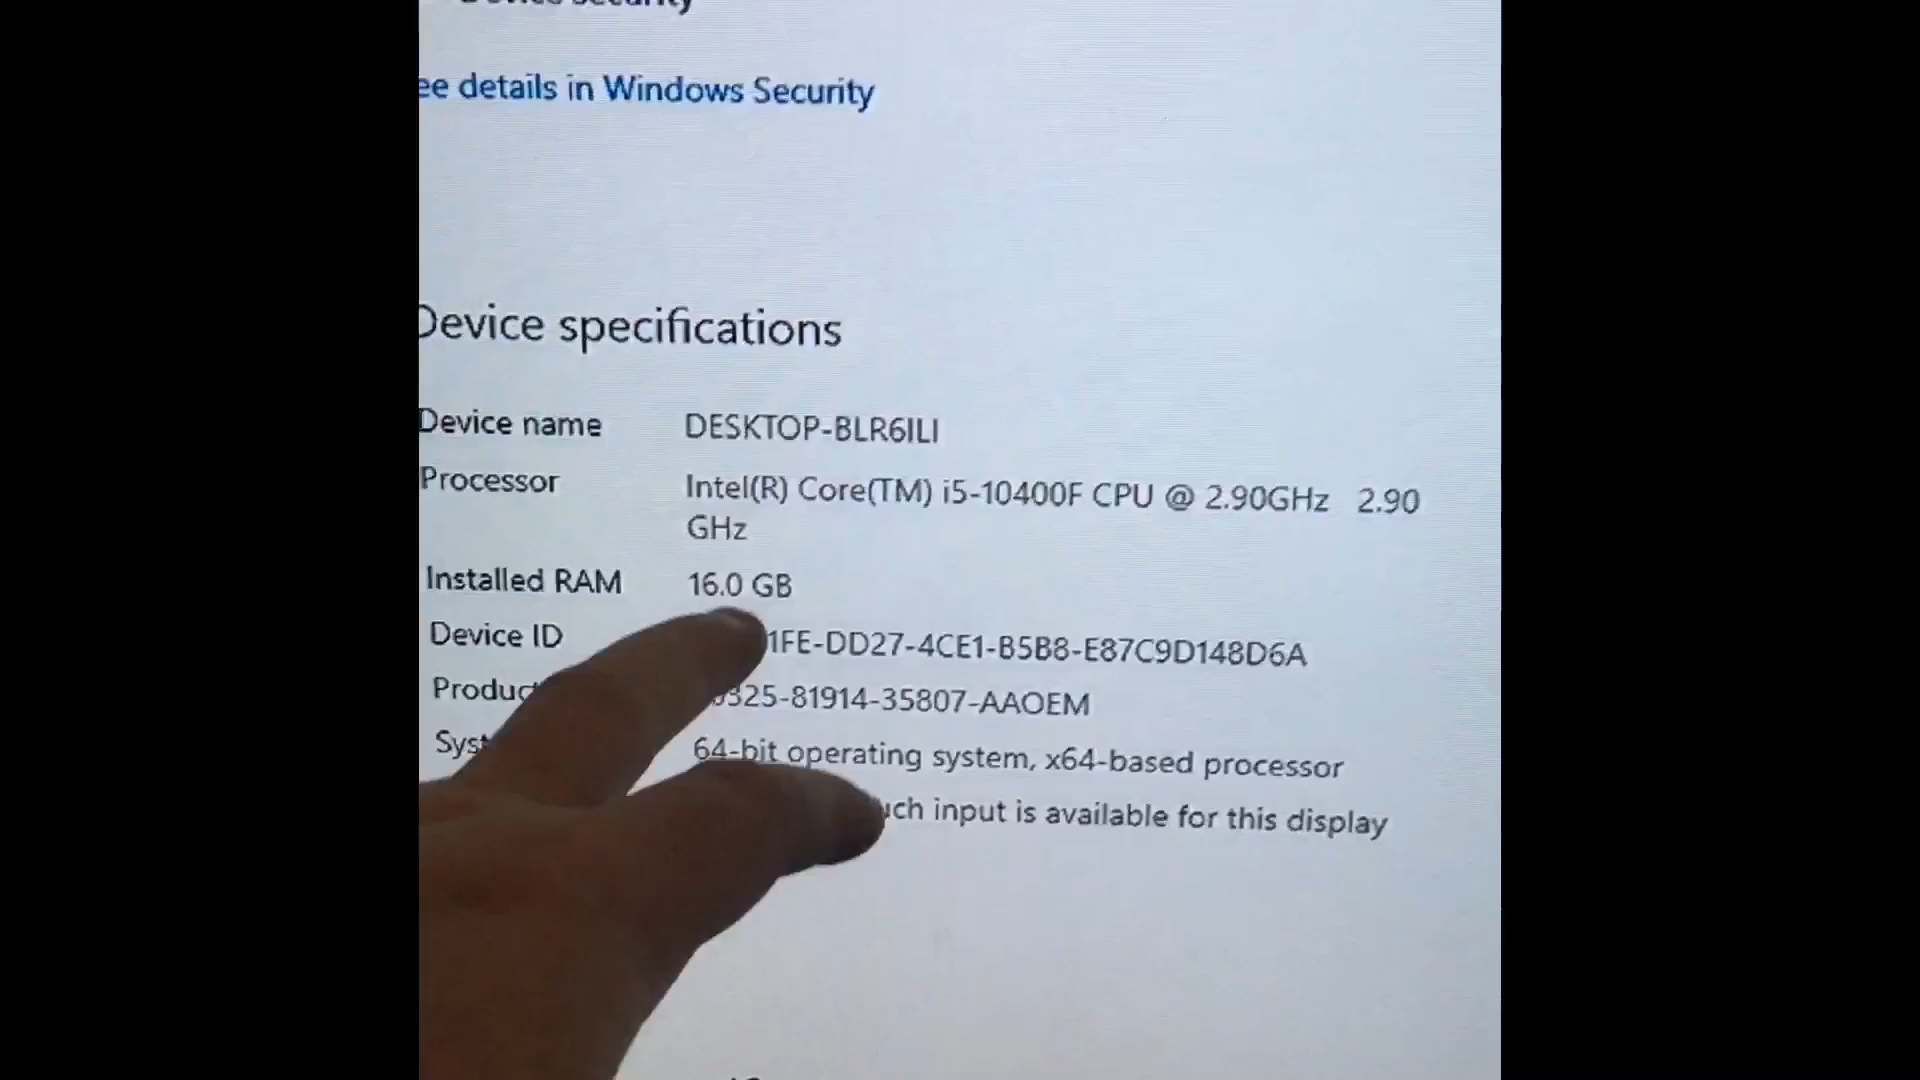 ee details in Windows Security
Device specifications
Device name DESKTOP-BLR6ILI
Processor Intel(R) Core(TM) i5-10400F CPU @ 2.90GHz 2.90
GHz
Installed RAM 16.0 GB
Device ID 1FE-DD27-4CE1-B5B8-E87C9D148D6A
Produc 325-81914-35807-AAOEM
Syst 64-bit operating system, x64-based processor
uch input is available for this display